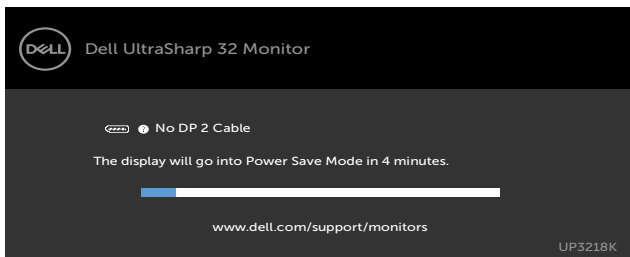 DELL
Dell UltraSharp 32 Monitor
? No DP 2 Cable
The display will go into Power Save Mode in 4 minutes.
www.dell.com/support/monitors
UP3218K